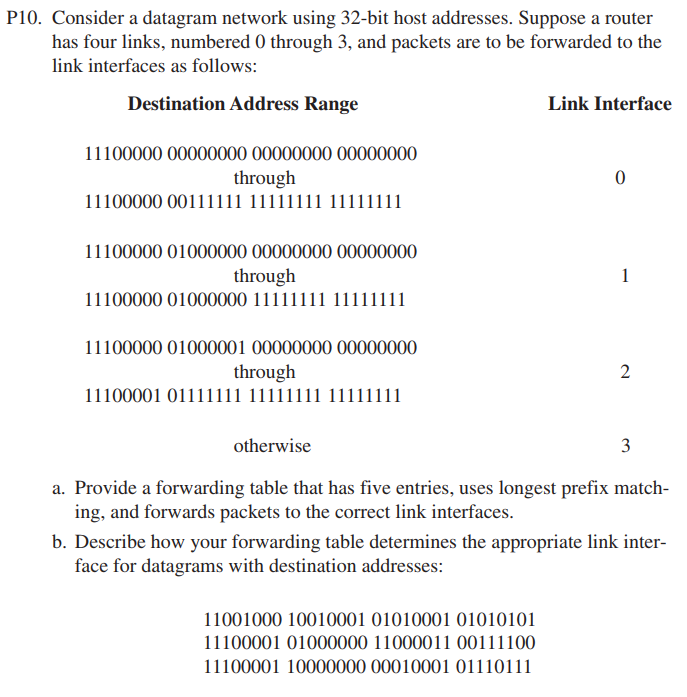 P10. Consider a datagram network using 32-bit host addresses. Suppose a router
has four links, numbered 0 through 3, and packets are to be forwarded to the
link interfaces as follows:
Destination Address Range Link Interface
11100000 00000000 00000000 00000000
through 0
11100000 00111111 11111111 11111111
11100000 01000000 00000000 00000000
through 1
11100000 01000000 11111111 11111111
11100000 01000001 00000000 00000000
through 2
11100001 01111111 11111111 11111111
otherwise 3
a. Provide a forwarding table that has five entries, uses longest prefix match-
ing, and forwards packets to the correct link interfaces.
b. Describe how your forwarding table determines the appropriate link inter-
face for datagrams with destination addresses:
11001000 10010001 01010001 01010101
11100001 01000000 11000011 00111100
11100001 10000000 00010001 01110111